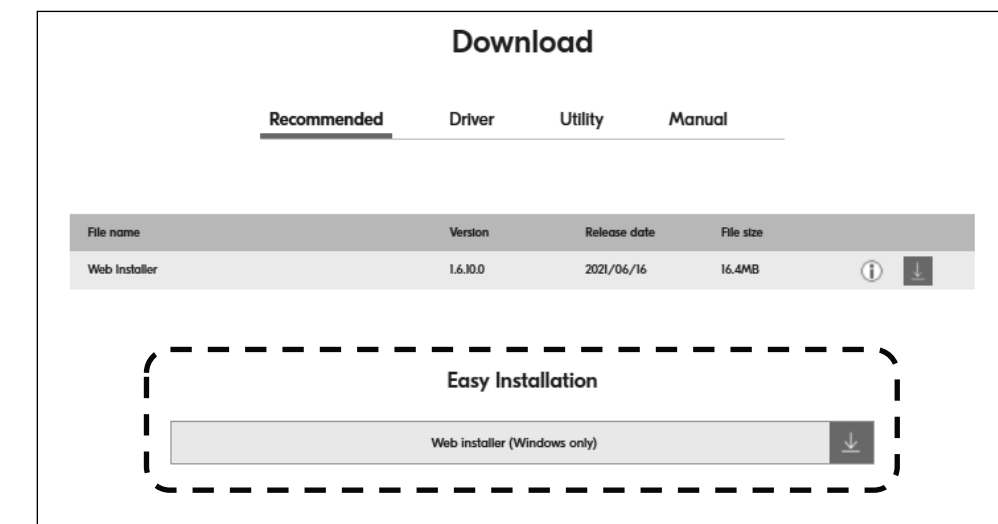 Download
Recommended Driver Utility Manual
File name Version Release date File size
Web Installer 1.6.10.0 2021/06/16 16.4MB
Easy Installation
Web installer (Windows only)